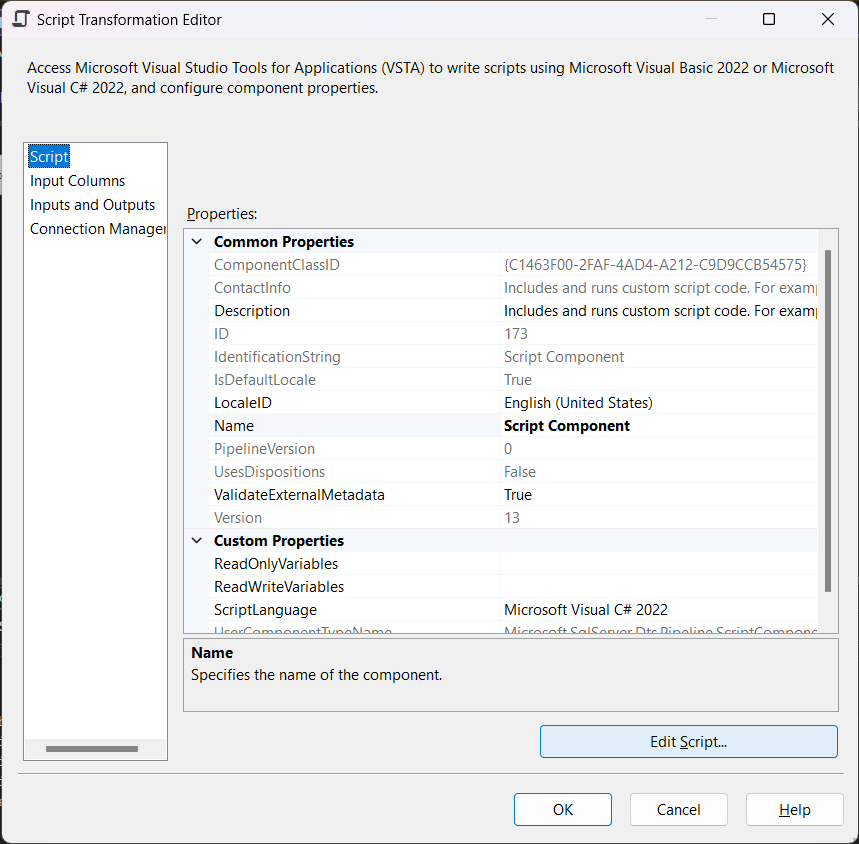 Script Transformation Editor
Access Microsoft Visual Studio Tools for Applications (VSTA) to write scripts using Microsoft Visual Basic 2022 or Microsoft
Visual C# 2022, and configure component properties.
Script
Input Columns
Inputs and Outputs
Connection Manager
Properties:
Common Properties
ComponentClassID {C1463F00-2FAF-4AD4-A212-C9D9CCB54575}
ContactInfo Includes and runs custom script code. For examp
Description Includes and runs custom script code. For examp
ID 173
IdentificationString Script Component
IsDefaultLocale True
LocaleID English (United States)
Name Script Component
PipelineVersion 0
UsesDispositions False
ValidateExternalMetadata True
Version 13
Custom Properties
ReadOnlyVariables
ReadWriteVariables
ScriptLanguage Microsoft Visual C# 2022
UserComponentTypeName Microsoft.SqlServer.Dts.Pipeline.ScriptCompone
Name
Specifies the name of the component.
Edit Script...
OK Cancel Help